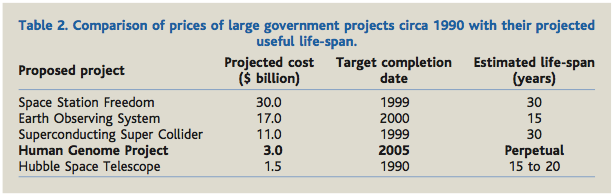 Table 2. Comparison of prices of large government projects circa 1990 with their projected
useful life-span.
Proposed project Projected cost ($ billion) Target completion date Estimated life-span (years)
Space Station Freedom 30.0 1999 30
Earth Observing System 17.0 2000 15
Superconducting Super Collider 11.0 1999 30
Human Genome Project 3.0 2005 Perpetual
Hubble Space Telescope 1.5 1990 15 to 20